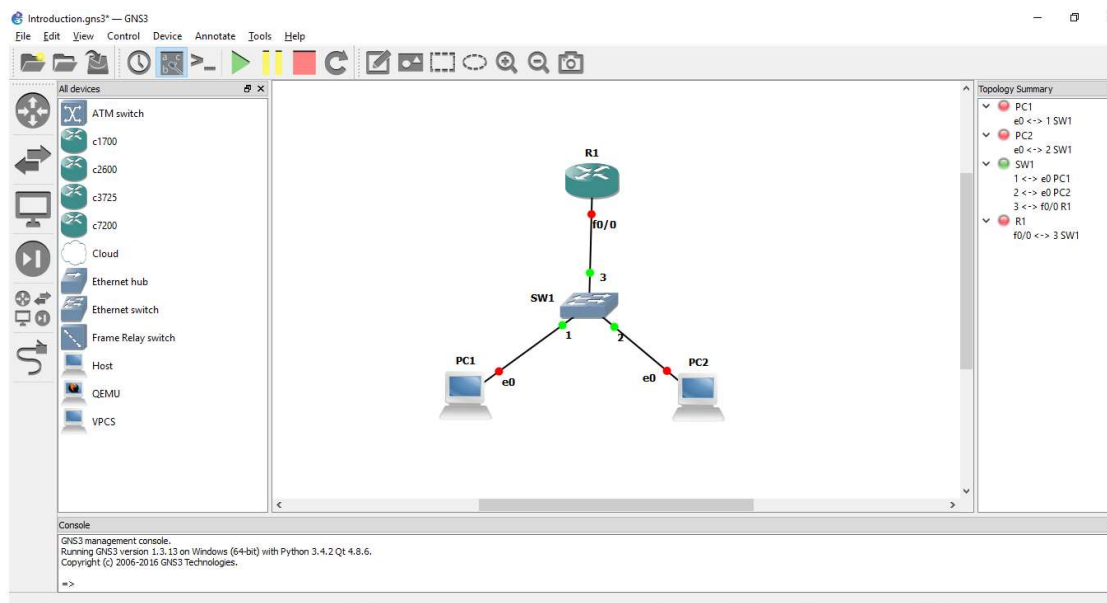 Introduction.gns3* — GNS3
File Edit View Control Device Annotate Tools Help
All devices
ATM switch
c1700
c2600
c3725
c7200
Cloud
Ethernet hub
Ethernet switch
Frame Relay switch
Host
QEMU
VPCS
R1
f0/0
3
SW1
1
2
PC1
e0
PC2
e0
Topology Summary
PC1
e0 <-> 1 SW1
PC2
e0 <-> 2 SW1
SW1
1 <-> e0 PC1
2 <-> e0 PC2
3 <-> f0/0 R1
R1
f0/0 <-> 3 SW1
Console
GNS3 management console.
Running GNS3 version 1.3.13 on Windows (64-bit) with Python 3.4.2 Qt 4.8.6.
Copyright (c) 2006-2016 GNS3 Technologies.
=>